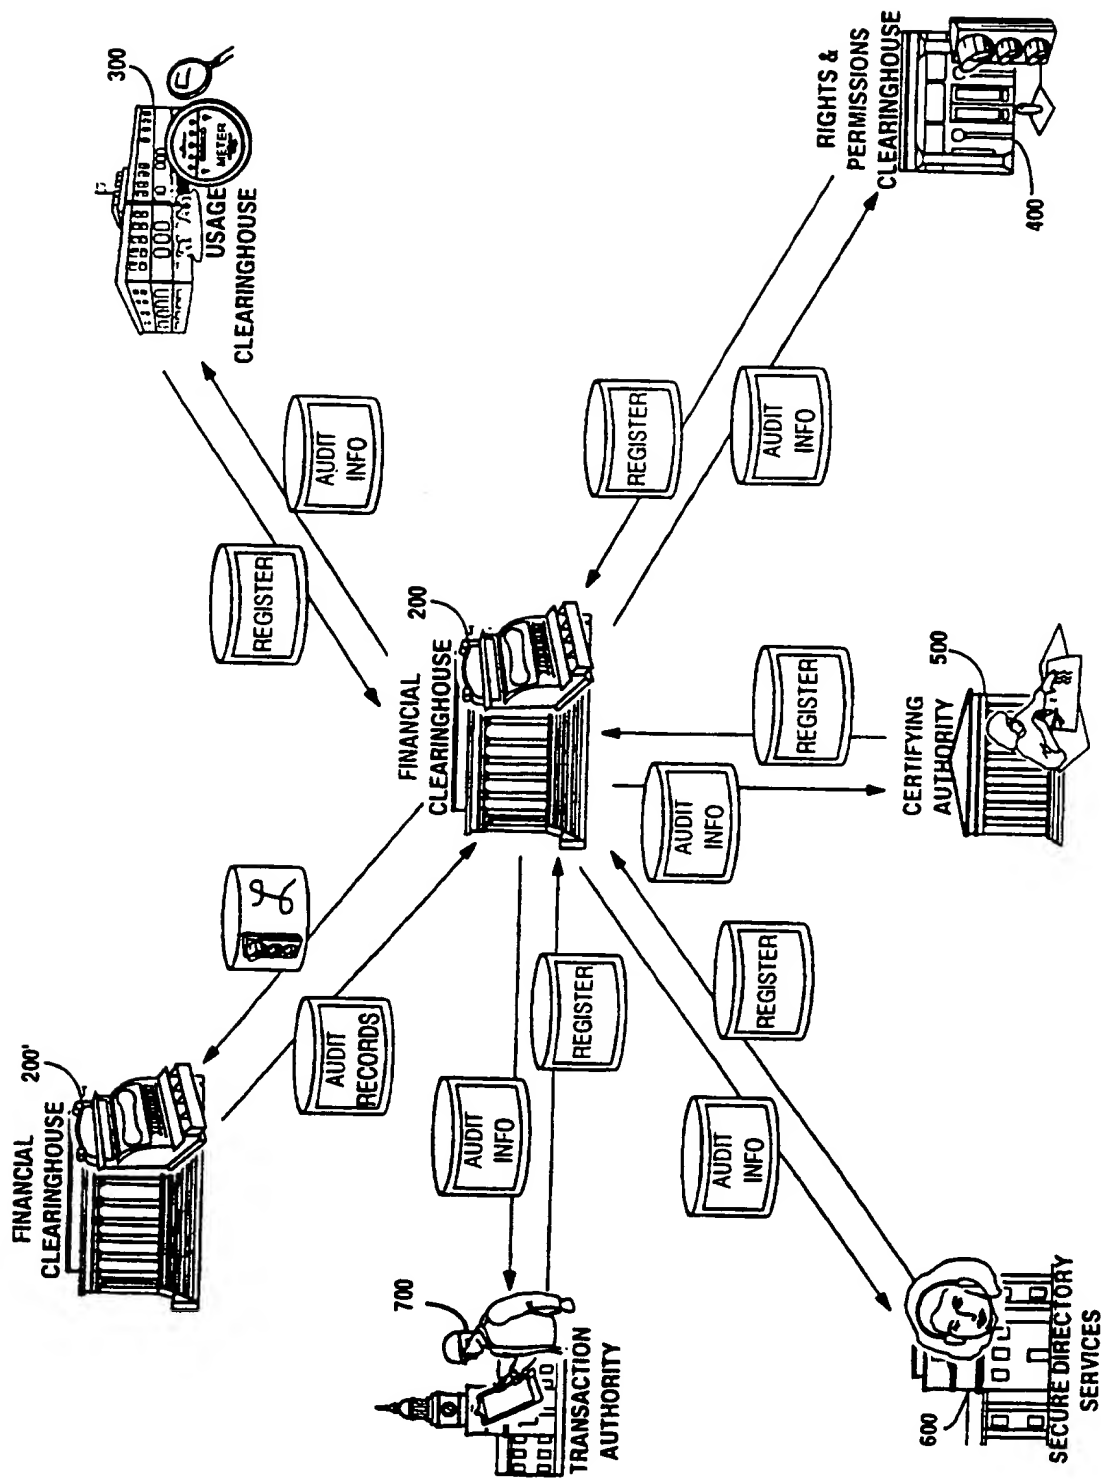 FINANCIAL
CLEARINGHOUSE
200'
300
METER
USAGE
CLEARINGHOUSE
REGISTER
AUDIT
INFO
AUDIT
RECORDS
FINANCIAL
CLEARINGHOUSE
200
700
AUDIT
INFO
REGISTER
TRANSACTION
AUTHORITY
REGISTER
AUDIT
INFO
AUDIT
INFO
AUDIT
INFO
REGISTER
REGISTER
RIGHTS &
PERMISSIONS
CLEARINGHOUSE
400
CERTIFYING
AUTHORITY
500
600
SECURE DIRECTORY
SERVICES